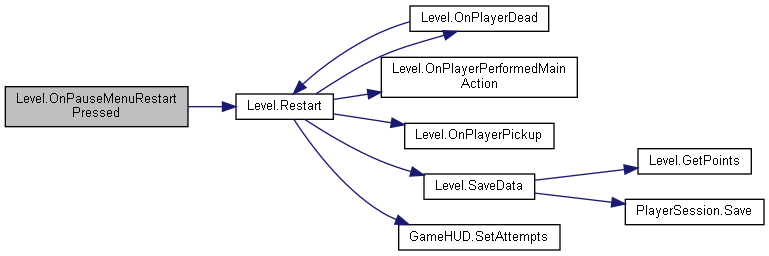 Level.OnPauseMenuRestart
Pressed
Level.Restart
Level.OnPlayerDead
Level.OnPlayerPerformedMain
Action
Level.OnPlayerPickup
Level.SaveData
GameHUD.SetAttempts
Level.GetPoints
PlayerSession.Save